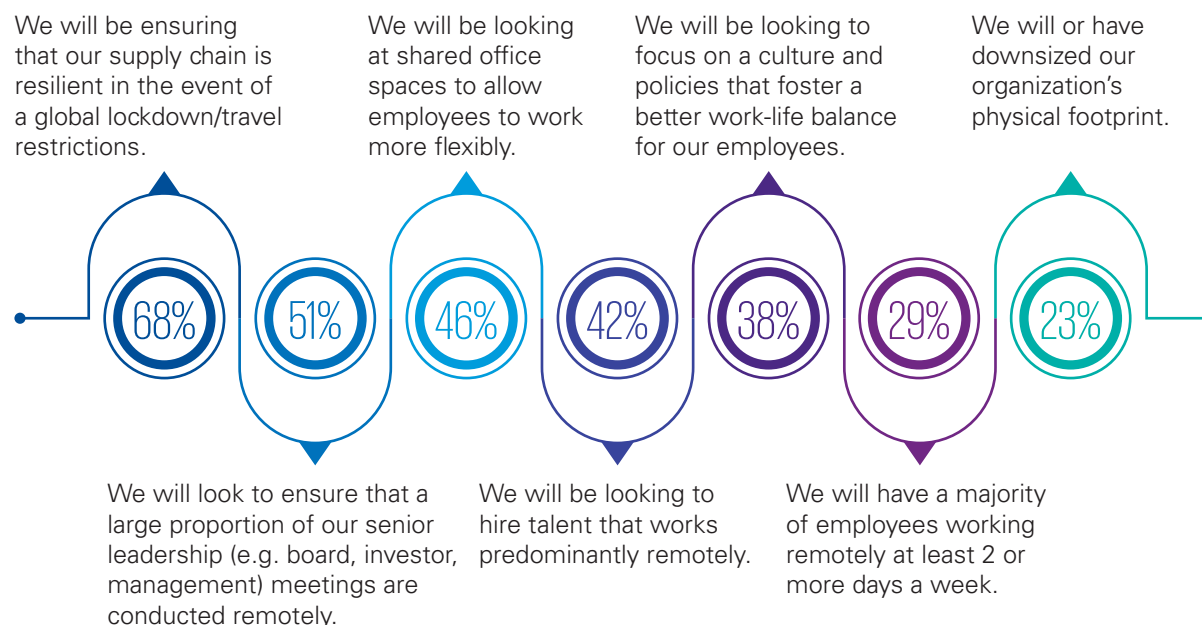 We will be ensuring
that our supply chain is
resilient in the event of
a global lockdown/travel
restrictions.
We will be looking
at shared office
spaces to allow
employees to work
more flexibly.
We will be looking to
focus on a culture and
policies that foster a
better work-life balance
for our employees.
We will or have
downsized our
organization’s
physical footprint.
68%
51%
46%
42%
38%
29%
23%
We will look to ensure that a
large proportion of our senior
leadership (e.g. board, investor,
management) meetings are
conducted remotely.
We will be looking to
hire talent that works
predominantly remotely.
We will have a majority
of employees working
remotely at least 2 or
more days a week.